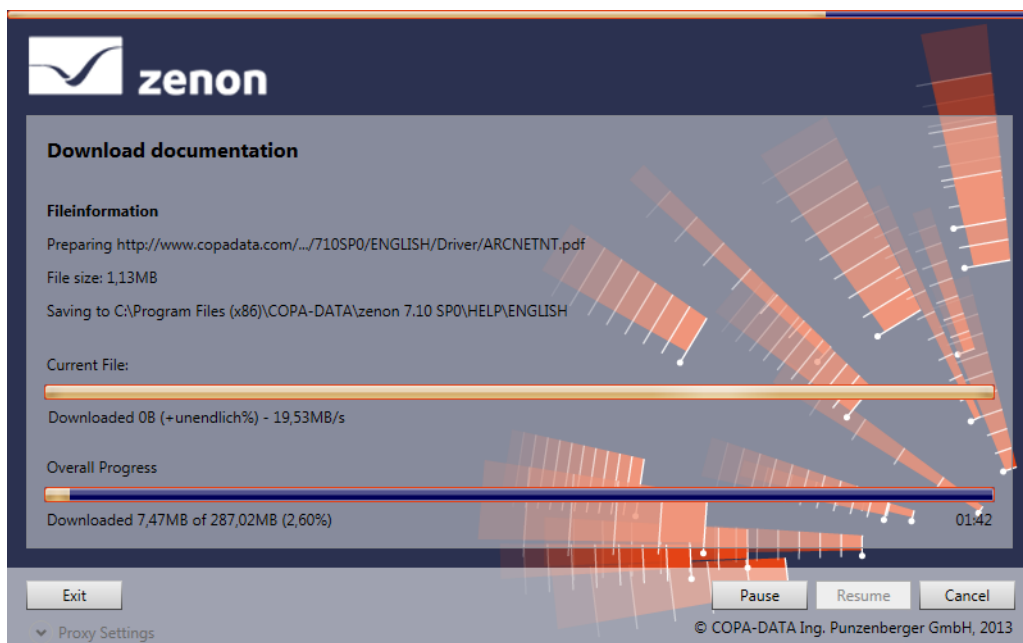 zenon
Download documentation
Fileinformation
Preparing http://www.copadata.com/.../710SP0/ENGLISH/Driver/ARCNETNT.pdf
File size: 1,13MB
Saving to C:\Program Files (x86)\COPA-DATA\zenon 7.10 SP0\HELP\ENGLISH
Current File:
Downloaded 0B (+unendlich%) - 19,53MB/s
Overall Progress
Downloaded 7,47MB of 287,02MB (2,60%) 01:42
Exit Pause Resume Cancel
Proxy Settings © COPA-DATA Ing. Punzenberger GmbH, 2013